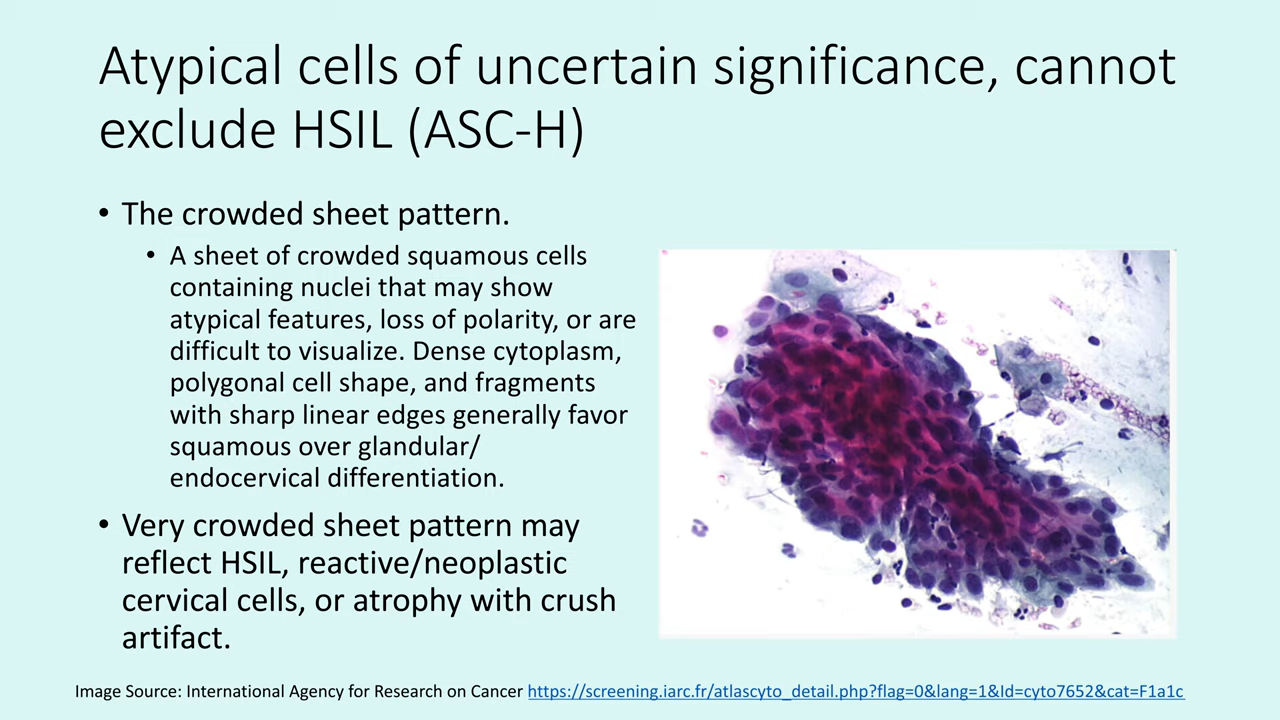 Atypical cells of uncertain significance, cannot
exclude HSIL (ASC-H)
• The crowded sheet pattern.
• A sheet of crowded squamous cells
containing nuclei that may show
atypical features, loss of polarity, or are
difficult to visualize. Dense cytoplasm,
polygonal cell shape, and fragments
with sharp linear edges generally favor
squamous over glandular/
endocervical differentiation.
• Very crowded sheet pattern may
reflect HSIL, reactive/neoplastic
cervical cells, or atrophy with crush
artifact.
Image Source: International Agency for Research on Cancer https://screening.iarc.fr/atlascyto_detail.php?flag=0&lang=1&Id=cyto7652&cat=F1a1c